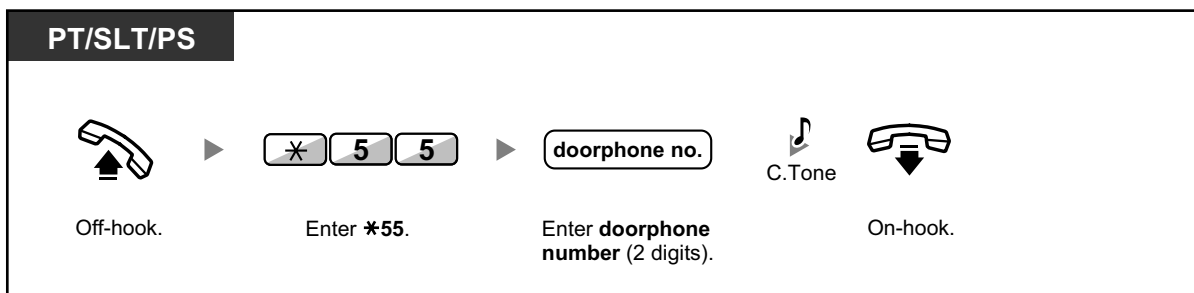 PT/SLT/PS
* 5 5
doorphone no.
C.Tone
Off-hook.
Enter *55.
Enter doorphone
number (2 digits).
On-hook.